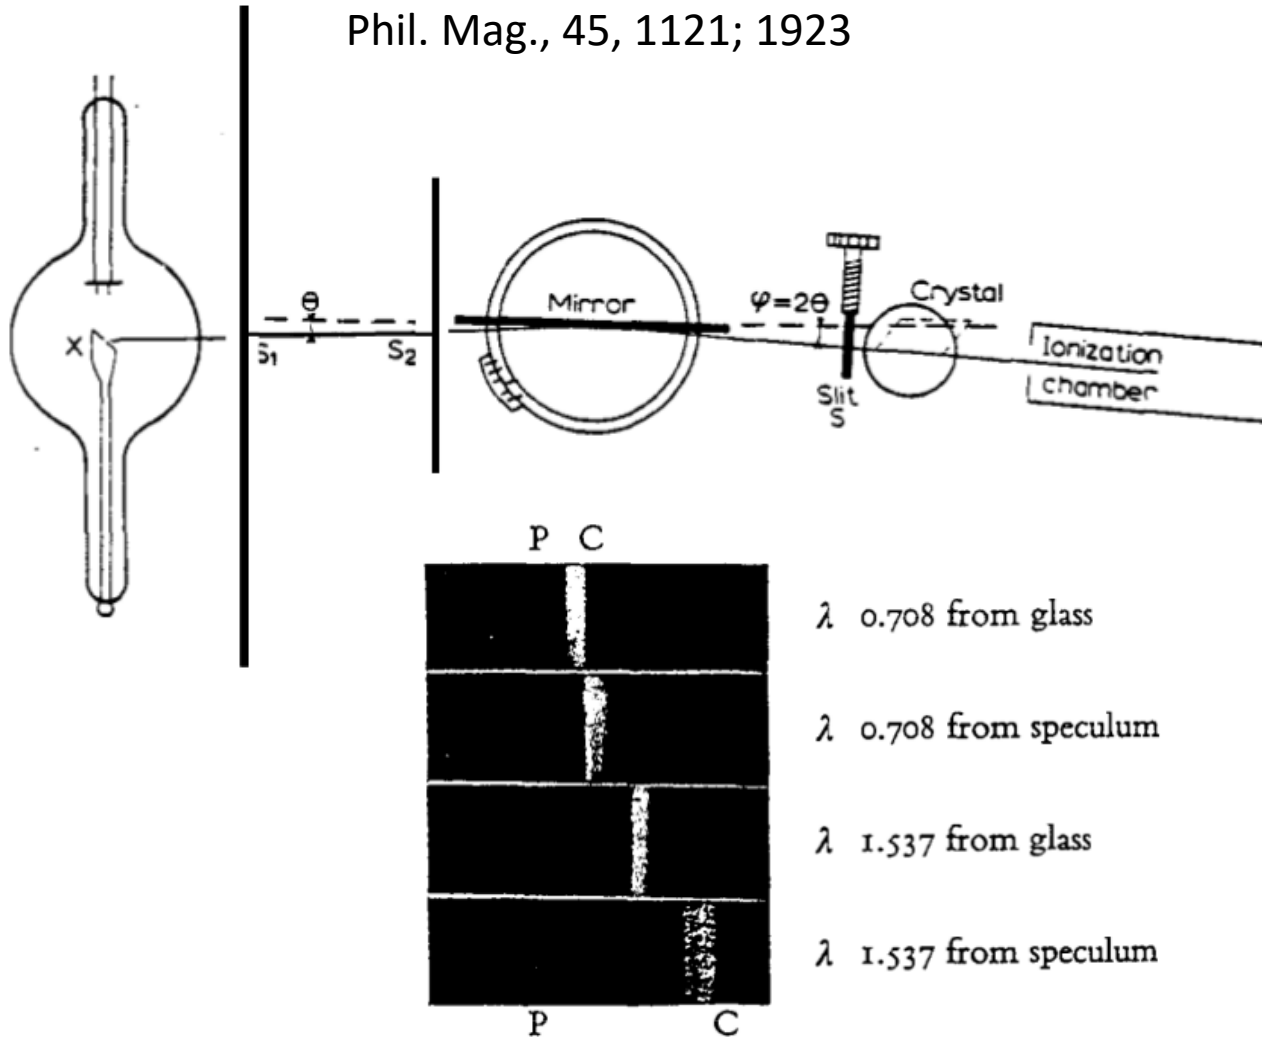 Phil. Mag., 45, 1121; 1923
θ
Mirror
φ=2θ
Crystal
X
S₁
S₂
Slit
S
Ionization
chamber
P C
λ 0.708 from glass
λ 0.708 from speculum
λ 1.537 from glass
λ 1.537 from speculum
P C